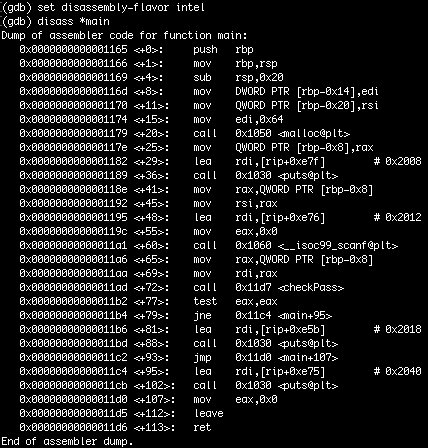 (gdb) set disassembly-flavor intel
(gdb) disass *main
Dump of assembler code for function main:
0x0000000000001165 <+0>: push rbp
0x0000000000001166 <+1>: mov rbp,rsp
0x0000000000001169 <+4>: sub rsp,0x20
0x000000000000116d <+8>: mov DWORD PTR [rbp-0x14],edi
0x0000000000001170 <+11>: mov QWORD PTR [rbp-0x20],rsi
0x0000000000001174 <+15>: mov edi,0x64
0x0000000000001179 <+20>: call 0x1050 <malloc@plt>
0x000000000000117e <+25>: mov QWORD PTR [rbp-0x8],rax
0x0000000000001182 <+29>: lea rdi,[rip+0xe7f] # 0x2008
0x0000000000001189 <+36>: call 0x1030 <puts@plt>
0x000000000000118e <+41>: mov rax,QWORD PTR [rbp-0x8]
0x0000000000001192 <+45>: mov rsi,rax
0x0000000000001195 <+48>: lea rdi,[rip+0xe76] # 0x2012
0x000000000000119c <+55>: mov eax,0x0
0x00000000000011a1 <+60>: call 0x1060 <__isoc99_scanf@plt>
0x00000000000011a6 <+65>: mov rax,QWORD PTR [rbp-0x8]
0x00000000000011aa <+69>: mov rdi,rax
0x00000000000011ad <+72>: call 0x11d7 <checkPass>
0x00000000000011b2 <+77>: test eax,eax
0x00000000000011b4 <+79>: jne 0x11c4 <main+95>
0x00000000000011b6 <+81>: lea rdi,[rip+0xe5b] # 0x2018
0x00000000000011bd <+88>: call 0x1030 <puts@plt>
0x00000000000011c2 <+93>: jmp 0x11d0 <main+107>
0x00000000000011c4 <+95>: lea rdi,[rip+0xe75] # 0x2040
0x00000000000011cb <+102>: call 0x1030 <puts@plt>
0x00000000000011d0 <+107>: mov eax,0x0
0x00000000000011d5 <+112>: leave
0x00000000000011d6 <+113>: ret
End of assembler dump.